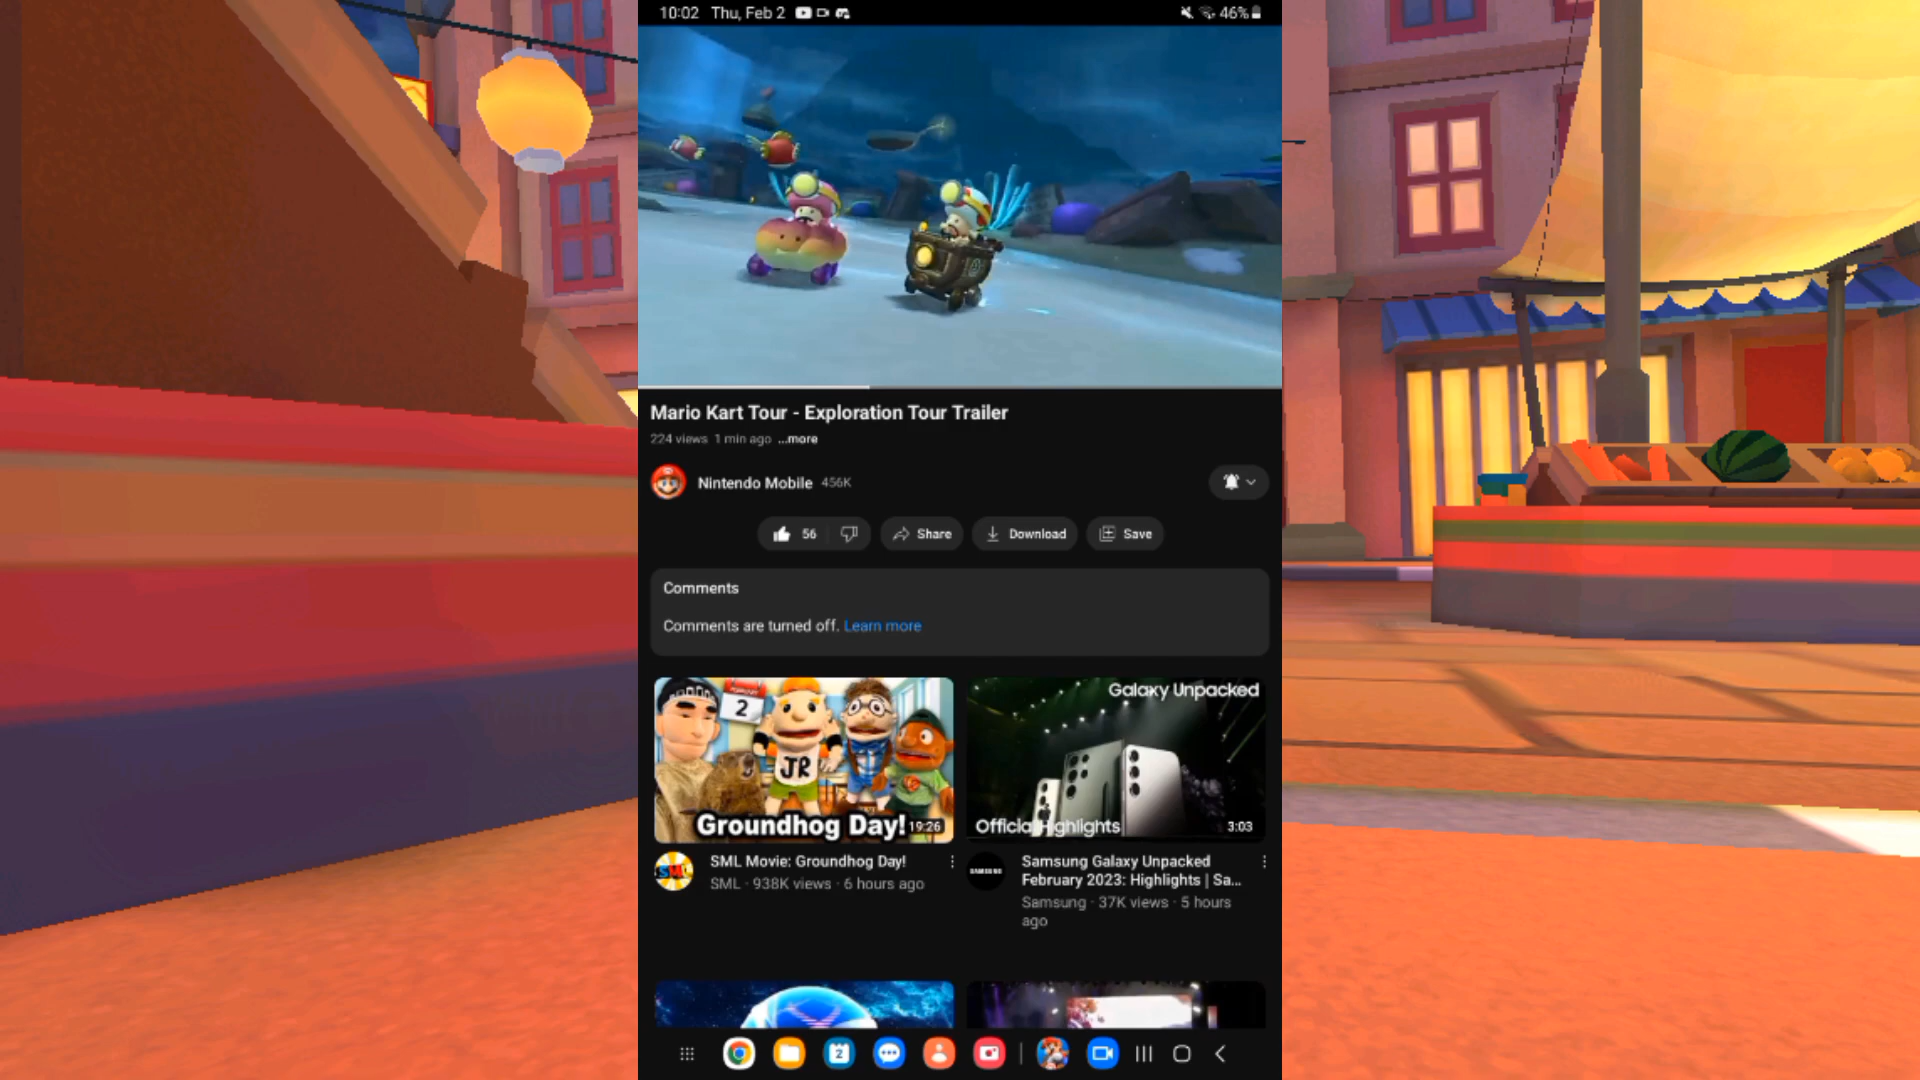 10:02 Thu, Feb 2
46%
Mario Kart Tour - Exploration Tour Trailer
224 views 1 min ago ...more
Nintendo Mobile 456K
56
Share
Download
Save
Comments
Comments are turned off. Learn more
2
JR
Groundhog Day!
19:26
Galaxy Unpacked
Official Highlights
3:03
SML
SML Movie: Groundhog Day!
SML · 938K views · 6 hours ago
SAMSUNG
Samsung Galaxy Unpacked
February 2023: Highlights | Sa...
Samsung · 37K views · 5 hours
ago
2